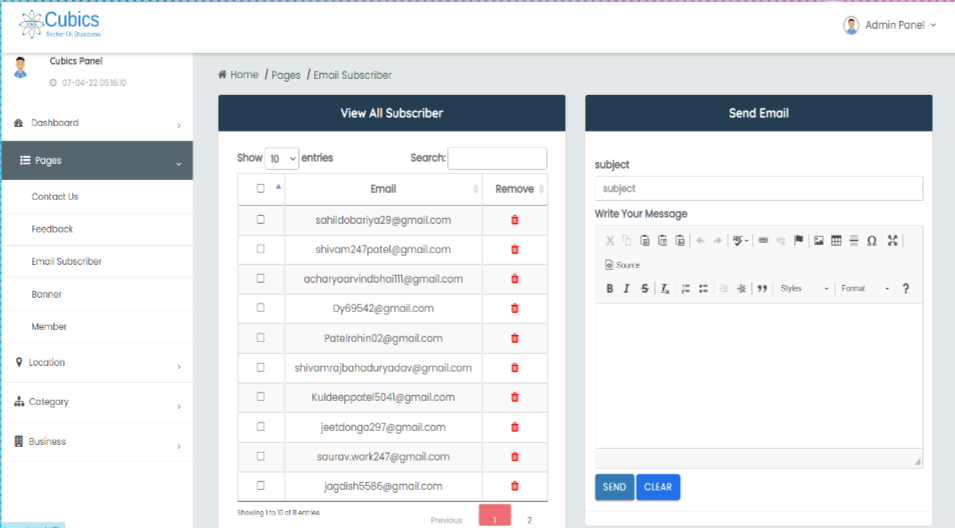 Cubics
Sector Of Business
Admin Panel
Cubics Panel
07-04-22 05:16:10
Dashboard
Pages
Contact Us
Feedback
Email Subscriber
Banner
Member
Location
Category
Business
Home / Pages / Email Subscriber
View All Subscriber
Show 10 entries
Search:
Email
Remove
sahildobariya29@gmail.com
shivam247patel@gmail.com
acharyaarvindbhai111@gmail.com
Dy69542@gmail.com
Patelrohin02@gmail.com
shivamrajbahaduryadav@gmail.com
Kuldeeppatel5041@gmail.com
jeetdonga297@gmail.com
saurav.work247@gmail.com
jagdish5586@gmail.com
Showing 1 to 10 of 11 entries
Previous 1 2
Send Email
subject
subject
Write Your Message
Source
B I S Styles Format ?
SEND CLEAR